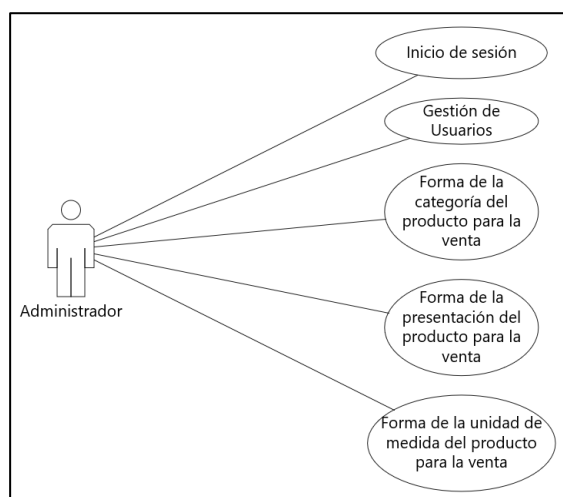 Inicio de sesión
Gestión de
Usuarios
Forma de la
categoría del
producto para la
venta
Administrador
Forma de la
presentación del
producto para la
venta
Forma de la unidad de
medida del producto
para la venta